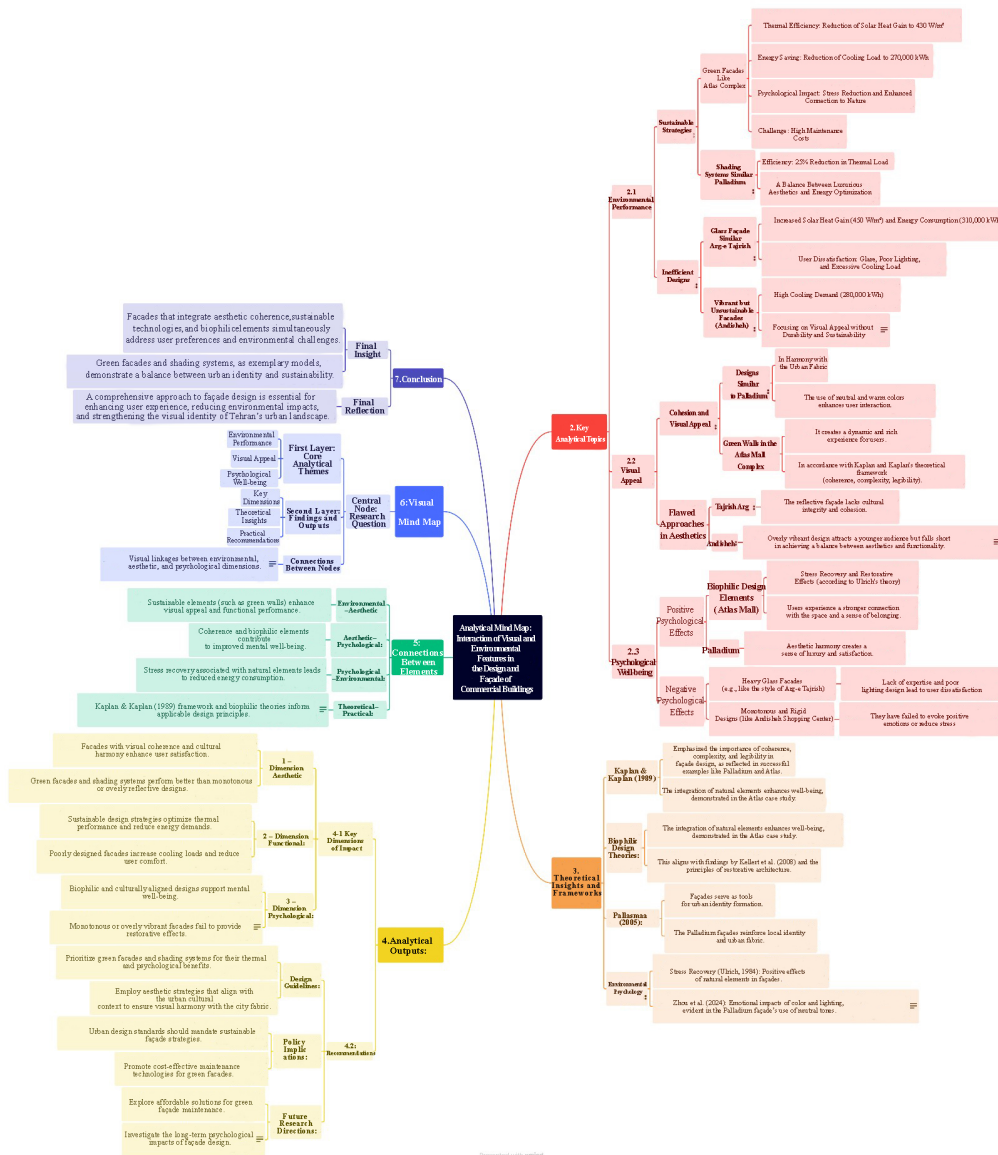 Analytical Mind Map:
Interaction of Visual and
Environmental
Features in
the Design and
Façade of
Commercial Buildings
2.Key
Analytical Topics
2.1
Environmental
Performance
Sustainable
Strategies
:
Green Facades
Like
Atlas Complex
Thermal Efficiency: Reduction of Solar Heat Gain to 430 W/m²
Energy Saving: Reduction of Cooling Load to 270,000 kWh
Psychological Impact: Stress Reduction and Enhanced
Connection to Nature
Challenge: High Maintenance
Costs
Shading
Systems Similar
Palladium
:
Efficiency: 25% Reduction in Thermal Load
A Balance Between Luxurious
Aesthetics and Energy Optimization
Inefficient
Designs
:
Glass Façade
Similar
Arg-e Tajrish
:
Increased Solar Heat Gain (450 W/m²) and Energy Consumption (310,000 kWh
User Dissatisfaction: Glare, Poor Lighting,
and Excessive Cooling Load
Vibrant but
Unsustainable
Facades
(Andisheh)
:
High Cooling Demand (280,000 kWh)
Focusing on Visual Appeal without
Durability and Sustainability
2.2
Visual
Appeal
Cohesion and
Visual Appeal
:
Designs
Similar
to Palladium
:
In Harmony with
the Urban Fabric
The use of neutral and warm colors
enhances user interaction.
Green Walls in the
Atlas Mall
Complex
:
It creates a dynamic and rich
experience for users.
In accordance with Kaplan and Kaplan's theoretical
framework
(coherence, complexity, legibility).
Flawed
Approaches
in Aesthetics
Tajrish Arg :
The reflective façade lacks cultural
integrity and cohesion.
Andisheh:
Overly vibrant design attracts a younger audience but falls short
in achieving a balance between aesthetics and functionality.
2..3
Psychological
Well-being
Positive
Psychological
Effects
Biophilic Design
Elements
(Atlas Mall)
:
Stress Recovery and Restorative
Effects (according to Ulrich's theory)
Users experience a stronger connection
with the space and a sense of belonging.
Palladium
Aesthetic harmony creates a
sense of luxury and satisfaction.
Negative
Psychological
Effects
Heavy Glass Facades
(e.g., like the style of Arg-e Tajrish)
Lack of expertise and poor
lighting design lead to user dissatisfaction
Monotonous and Rigid
Designs (like Andisheh Shopping Center)
They have failed to evoke positive
emotions or reduce stress
3.
Theoretical
Insights and
Frameworks
Kaplan &
Kaplan (1989)
Emphasized the importance of coherence,
complexity, and legibility in
façade design, as reflected in successful
examples like Palladium and Atlas.
The integration of natural elements enhances well-being,
demonstrated in the Atlas case study.
Biophilic
Design
Theories:
The integration of natural elements enhances well-being,
demonstrated in the Atlas case study.
This aligns with findings by Kellert et al. (2008) and the
principles of restorative architecture.
Pallasmaa
(2005):
Façades serve as tools
for urban identity formation.
The Palladium façades reinforce local identity
and urban fabric.
Environmental
Psychology
:
Stress Recovery (Ulrich, 1984): Positive effects
of natural elements in façades.
Zhou et al. (2024): Emotional impacts of color and lighting,
evident in the Palladium façade's use of neutral tones.
7.Conclusion
Final
Insight
Facades that integrate aesthetic coherence,sustainable
technologies,and biophilicelements simultaneously
address user preferences and environmental challenges.
Green facades and shading systems, as exemplary models,
demonstrate a balance between urban identity and sustainability.
Final
Reflection
A comprehensive approach to façade design is essential for
enhancing user experience, reducing environmental impacts,
and strengthening the visual identity of Tehran's urban landscape.
6:Visual
Mind Map
Central
Node:
Research
Question
First Layer:
Core
Analytical
Themes
Environmental
Performance
Visual Appeal
Psychological
Well-being
Second Layer:
Findings and
Outputs
Key
Dimensions
Theoretical
Insights
Practical
Recommendations
Connections
Between Nodes
Visual linkages between environmental,
aesthetic, and psychological dimensions.
5:
Connections
Between
Elements
Environmental
–Aesthetic
Sustainable elements (such as green walls) enhance
visual appeal and functional performance.
Aesthetic–
Psychological:
Coherence and biophilic elements
contribute
to improved mental well-being.
Psychological
–Environmental:
Stress recovery associated with natural elements leads
to reduced energy consumption.
Theoretical–
Practical:
Kaplan & Kaplan (1989) framework and biophilic theories inform
applicable design principles.
4.Analytical
Outputs:
4-1 Key
Dimensions
of Impact
1 –
Dimension
Aesthetic
Facades with visual coherence and cultural
harmony enhance user satisfaction.
Green facades and shading systems perform better than monotonous
or overly reflective designs.
2 – Dimension
Functional:
Sustainable design strategies optimize thermal
performance and reduce energy demands.
Poorly designed facades increase cooling loads and reduce
user comfort.
3 –
Dimension
Psychological:
Biophilic and culturally aligned designs support mental
well-being.
Monotonous or overly vibrant facades fail to provide
restorative effects.
4.2:
Recommendations
Design
Guidelines:
Prioritize green facades and shading systems for their thermal
and psychological benefits.
Employ aesthetic strategies that align with
the urban cultural
context to ensure visual harmony with the city fabric.
Policy
Implic
ations:
Urban design standards should mandate sustainable
façade strategies.
Promote cost-effective maintenance
technologies for green facades.
Future
Research
Directions:
Explore affordable solutions for green
façade maintenance.
Investigate the long-term psychological
impacts of façade design.